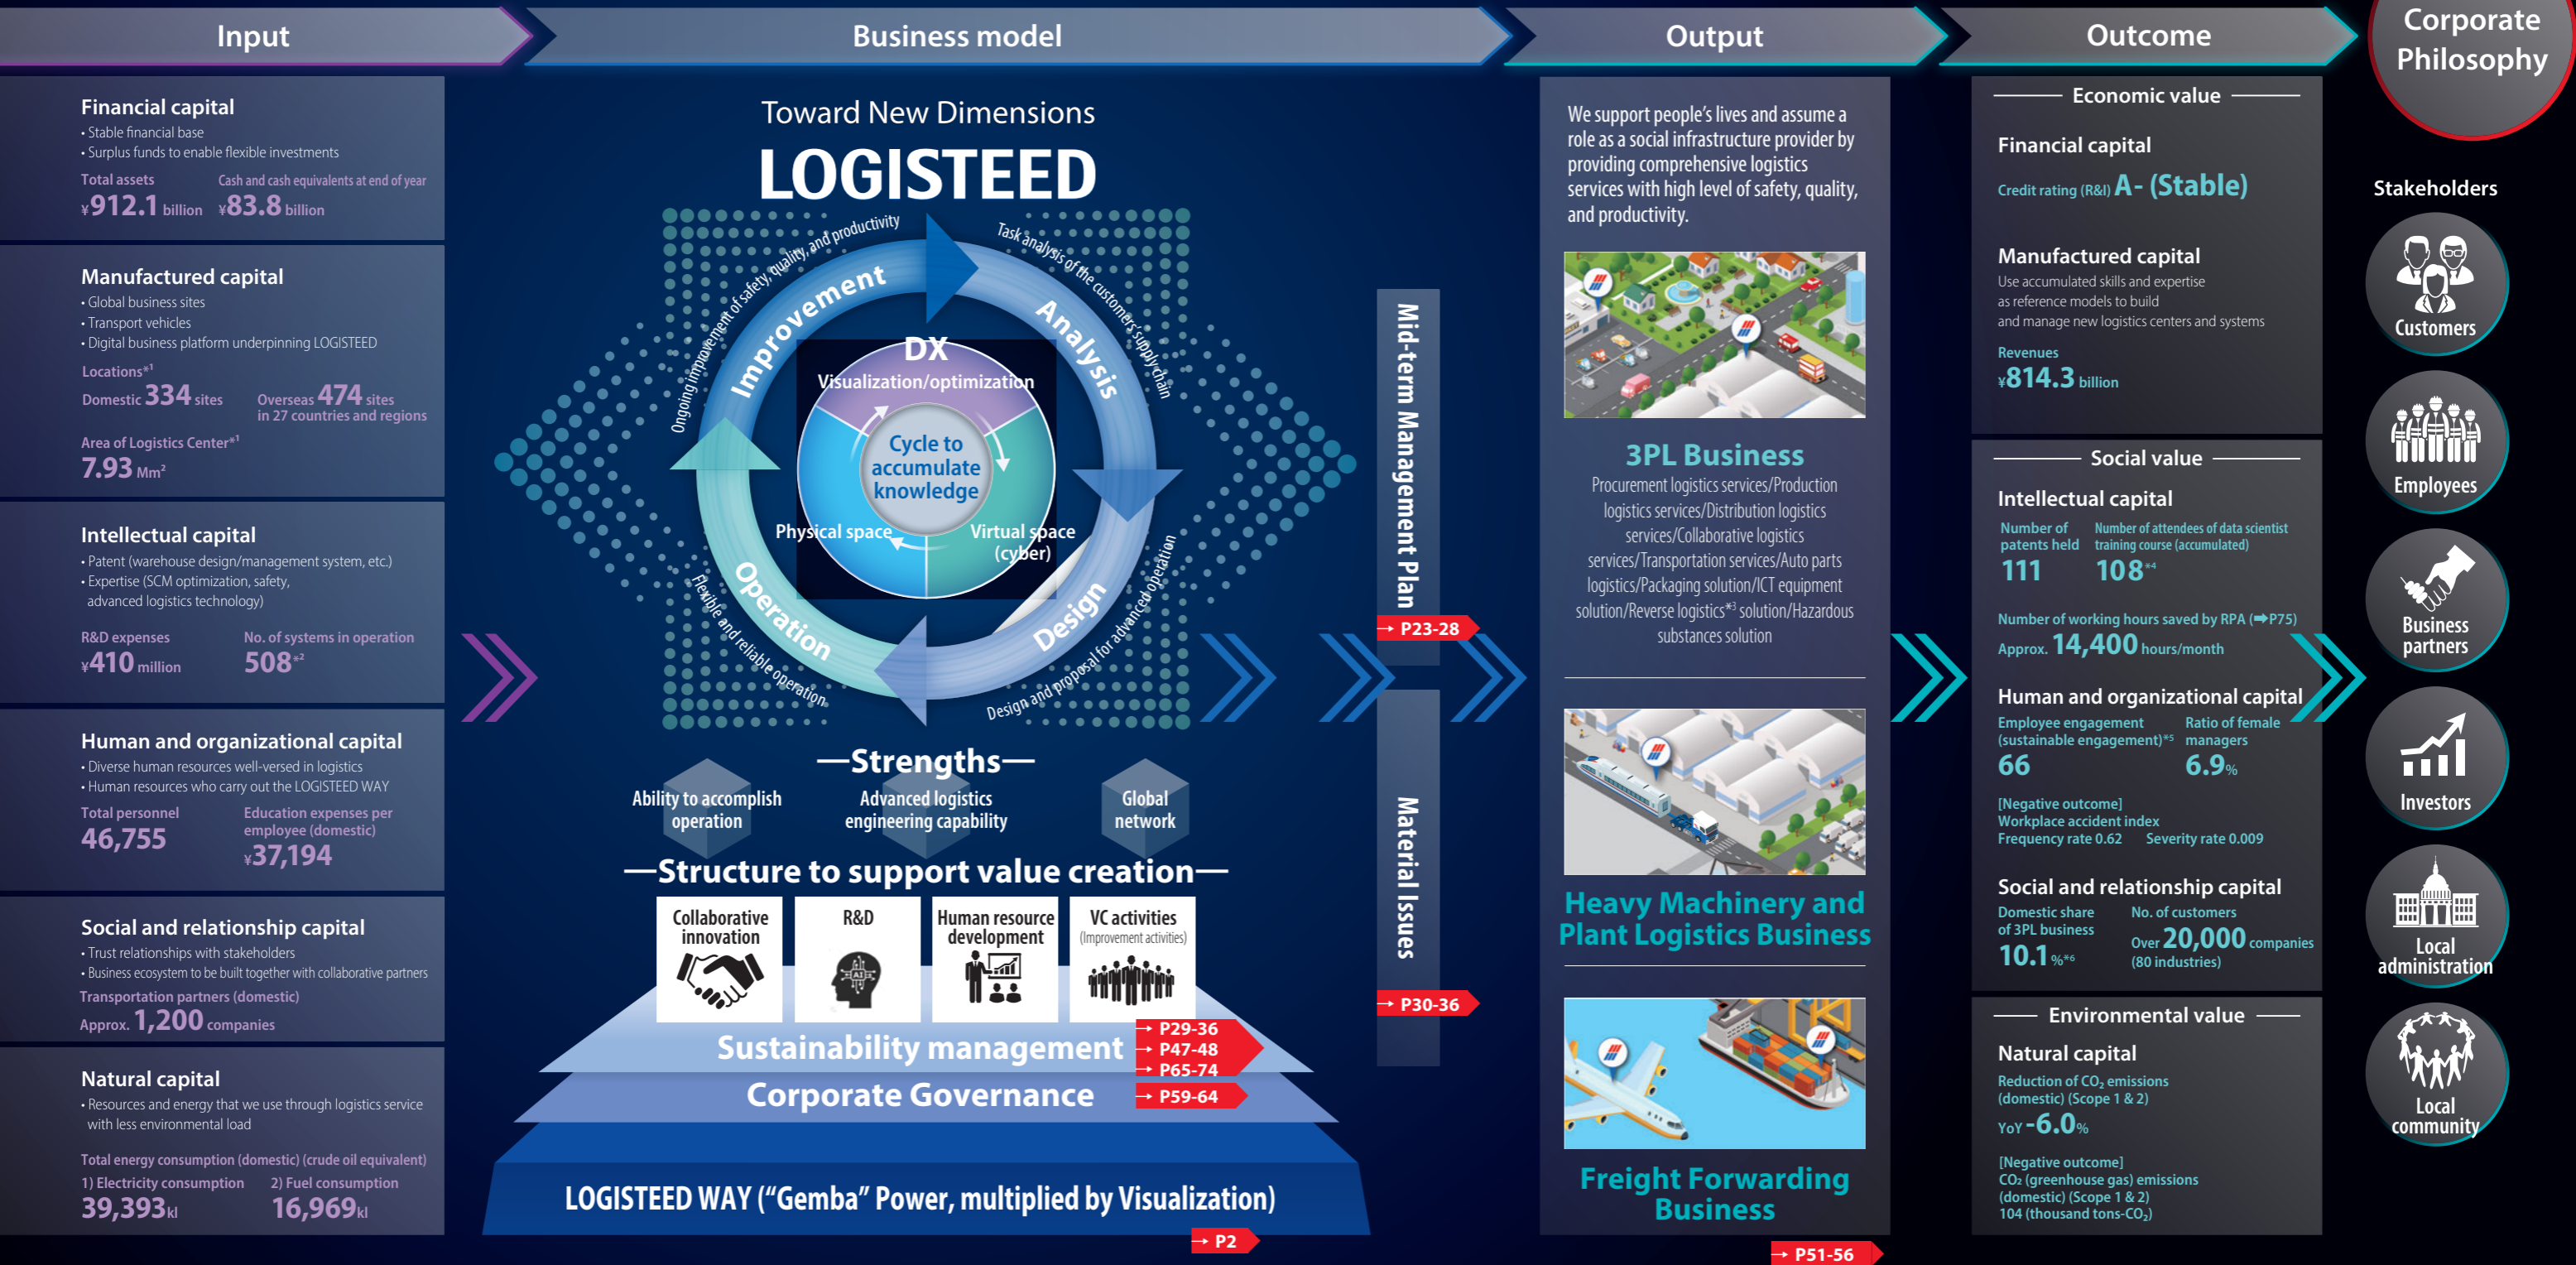 Input
Business model
Output
Outcome
Corporate
Philosophy
Financial capital
• Stable financial base
• Surplus funds to enable flexible investments
Total assets
¥912.1 billion
Cash and cash equivalents at end of year
¥83.8 billion
Manufactured capital
• Global business sites
• Transport vehicles
• Digital business platform underpinning LOGISTEED
Locations*1
Domestic 334 sites
Overseas 474 sites
in 27 countries and regions
Area of Logistics Center*1
7.93 Mm²
Intellectual capital
• Patent (warehouse design/management system, etc.)
• Expertise (SCM optimization, safety,
advanced logistics technology)
R&D expenses
¥410 million
No. of systems in operation
508*2
Human and organizational capital
• Diverse human resources well-versed in logistics
• Human resources who carry out the LOGISTEED WAY
Total personnel
46,755
Education expenses per
employee (domestic)
¥37,194
Social and relationship capital
• Trust relationships with stakeholders
• Business ecosystem to be built together with collaborative partners
Transportation partners (domestic)
Approx. 1,200 companies
Natural capital
• Resources and energy that we use through logistics service
with less environmental load
Total energy consumption (domestic) (crude oil equivalent)
1) Electricity consumption
39,393 kl
2) Fuel consumption
16,969 kl
Toward New Dimensions
LOGISTEED
Ongoing improvement of safety, quality, and productivity
Task analysis of the customers' supply chain
Improvement
Analysis
DX
Visualization/optimization
Cycle to
accumulate
knowledge
Physical space
Virtual space
(cyber)
Operation
Design
Flexible and reliable operation
Design and proposal for advanced operation
Strengths
Ability to accomplish
operation
Advanced logistics
engineering capability
Global
network
Structure to support value creation
Collaborative
innovation
R&D
AI
Human resource
development
VC activities
(Improvement activities)
Sustainability management
→ P29-36
→ P47-48
→ P65-74
Corporate Governance
→ P59-64
LOGISTEED WAY (“Gemba” Power, multiplied by Visualization)
→ P2
Mid-term Management Plan
→ P23-28
Material Issues
→ P30-36
We support people’s lives and assume a
role as a social infrastructure provider by
providing comprehensive logistics
services with high level of safety, quality,
and productivity.
3PL Business
Procurement logistics services/Production
logistics services/Distribution logistics
services/Collaborative logistics
services/Transportation services/Auto parts
logistics/Packaging solution/ICT equipment
solution/Reverse logistics*3 solution/Hazardous
substances solution
Heavy Machinery and
Plant Logistics Business
Freight Forwarding
Business
→ P51-56
Economic value
Financial capital
Credit rating (R&I) A- (Stable)
Manufactured capital
Use accumulated skills and expertise
as reference models to build
and manage new logistics centers and systems
Revenues
¥814.3 billion
Social value
Intellectual capital
Number of
patents held
111
Number of attendees of data scientist
training course (accumulated)
108*4
Number of working hours saved by RPA (➡P75)
Approx. 14,400 hours/month
Human and organizational capital
Employee engagement
(sustainable engagement)*5
66
Ratio of female
managers
6.9%
[Negative outcome]
Workplace accident index
Frequency rate 0.62 Severity rate 0.009
Social and relationship capital
Domestic share
of 3PL business
10.1 %*6
No. of customers
Over 20,000 companies
(80 industries)
Environmental value
Natural capital
Reduction of CO₂ emissions
(domestic) (Scope 1 & 2)
YoY -6.0%
[Negative outcome]
CO₂ (greenhouse gas) emissions
(domestic) (Scope 1 & 2)
104 (thousand tons-CO₂)
Stakeholders
Customers
Employees
Business
partners
Investors
Local
administration
Local
community